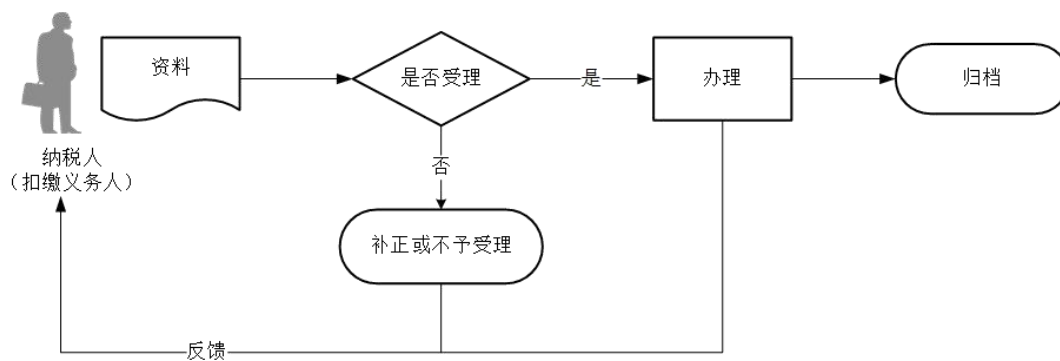 资料
是否受理
是
办理
归档
纳税人
（扣缴义务人）
否
补正或不予受理
反馈